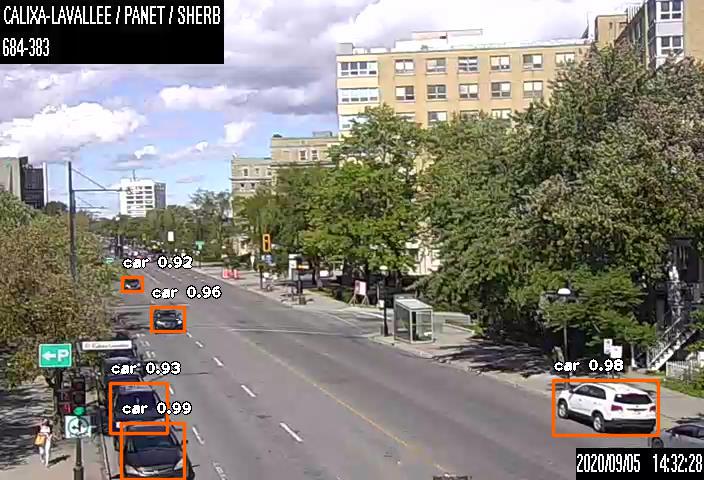 CALIXA-LAVALLEE / PANET / SHERB
684-383
car 0.92
car 0.96
car 0.93
car 0.99
car 0.98
P
2020/09/05 14:32:28